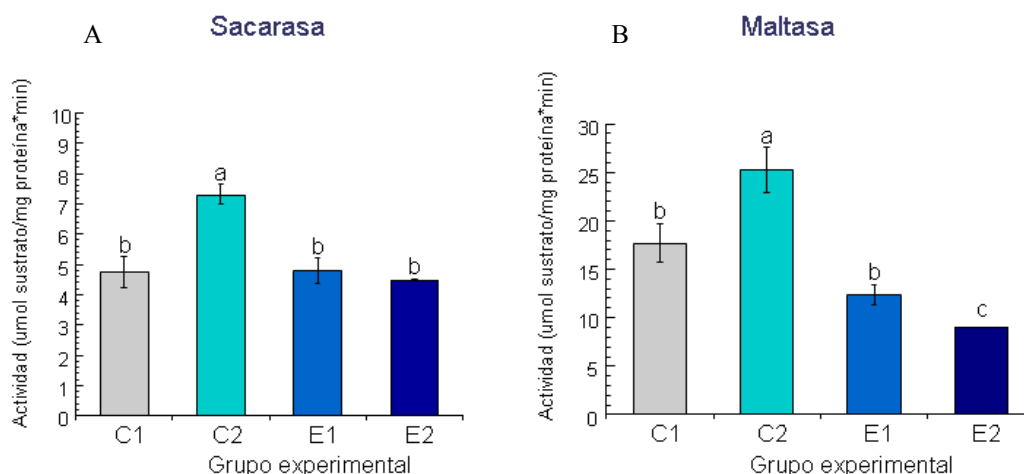 A
Sacarasa
Actividad (umol sustrato/mg proteína*min)
10
9
8
7
6
5
4
3
2
1
0
b
a
b
b
C1
C2
E1
E2
Grupo experimental
B
Maltasa
Actividad (umol sustrato/mg proteína*min)
30
25
20
15
10
5
0
b
a
b
c
C1
C2
E1
E2
Grupo experimental